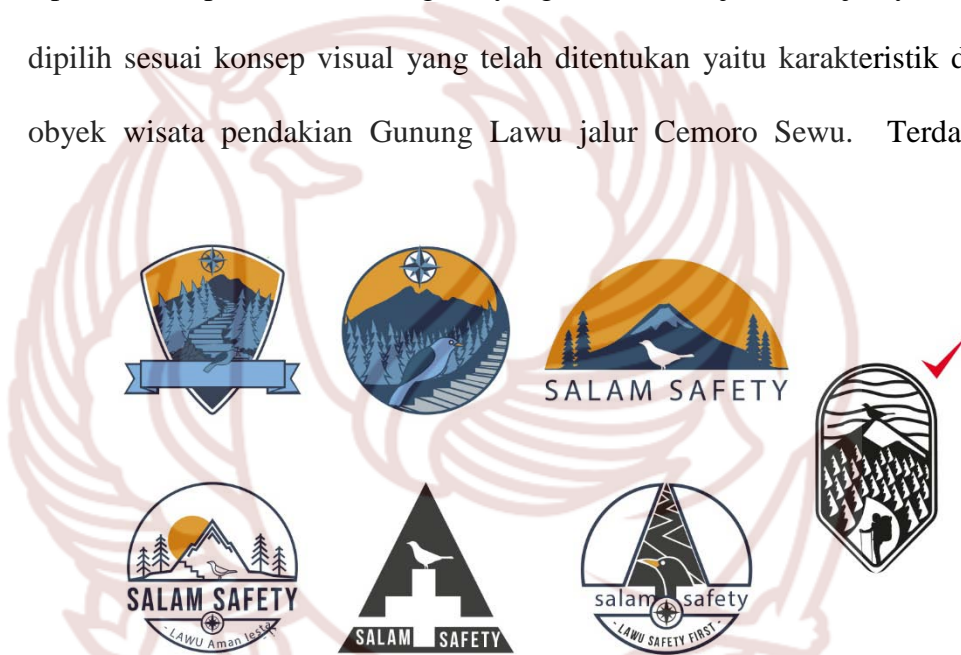 dipilih sesuai konsep visual yang telah ditentukan yaitu karakteristik d
obyek wisata pendakian Gunung Lawu jalur Cemoro Sewu. Terda
SALAM SAFETY
SALAM SAFETY
- LAWU Aman lesta
SALAM SAFETY
salam safety
- LAWU SAFETY FIRST -